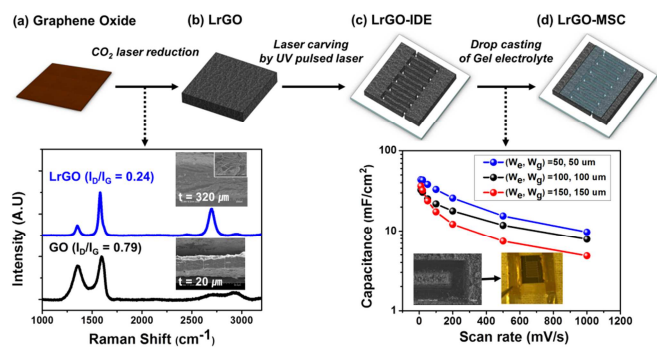 (a) Graphene Oxide
(b) LrGO
(c) LrGO-IDE
(d) LrGO-MSC
CO2 laser reduction
Laser carving
by UV pulsed laser
Drop casting
of Gel electrolyte
LrGO (ID/IG = 0.24)
t = 320 μm
GO (ID/IG = 0.79)
t = 20 μm
Intensity (A.U)
1000 1500 2000 2500 3000
Raman Shift (cm-1)
(We, Wg) =50, 50 um
(We, Wg) =100, 100 um
(We, Wg) =150, 150 um
Capacitance (mF/cm2)
100
10
1
0 200 400 600 800 1000
Scan rate (mV/s)